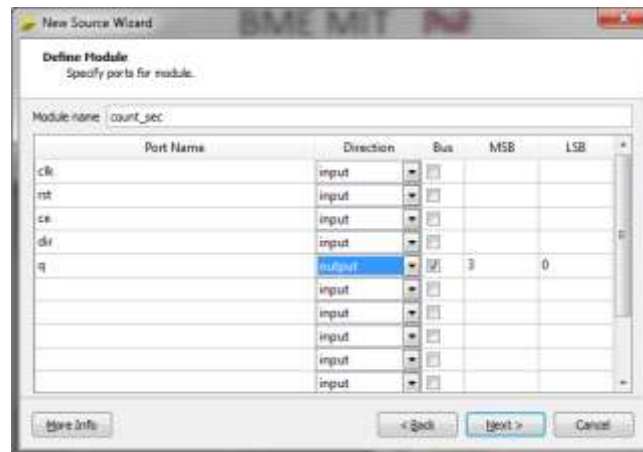 New Source Wizard
BME MIT
Define Module
Specify ports for module.
Module name count_sec
Port Name Direction Bus MSB LSB
clk input
rst input
ce input
dir input
q output 3 0
input
input
input
input
input
More Info < Back Next > Cancel